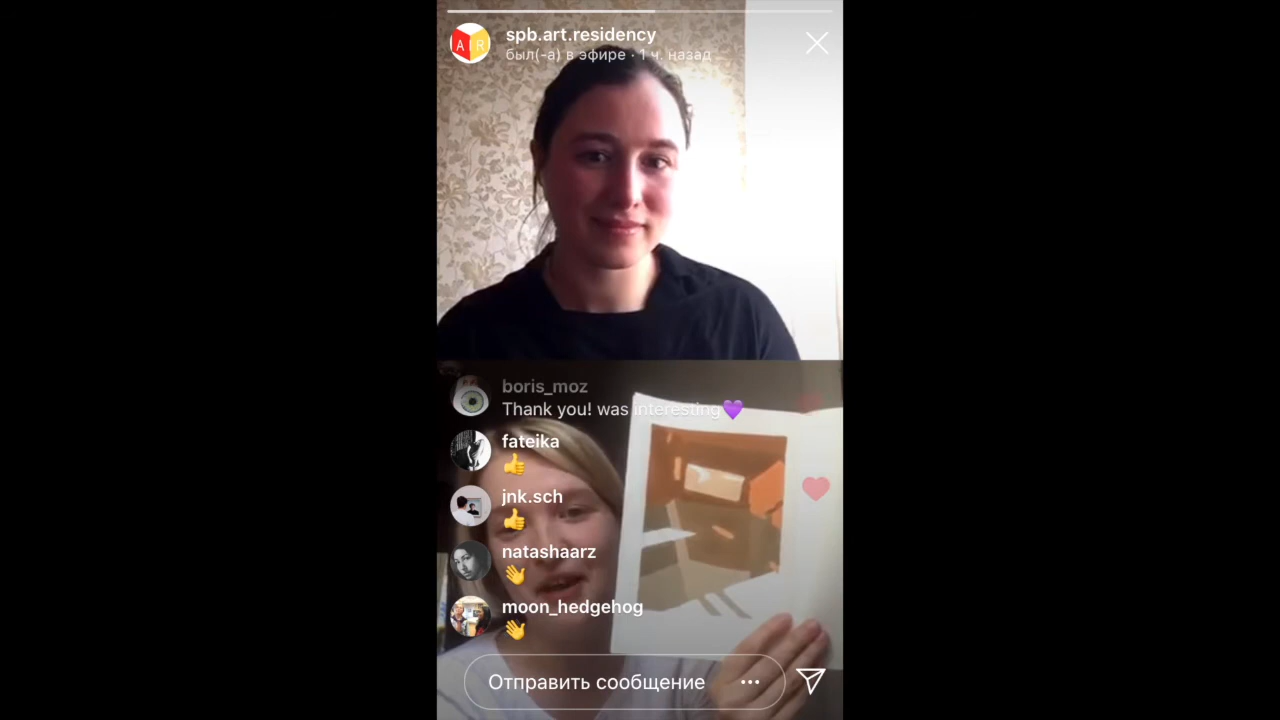 AIR
spb.art.residency
был(-а) в эфире · 1 ч. назад
boris_moz
Thank you! was interesting💜
fateika
👍
jnk.sch
👍
natashaarz
👋
moon_hedgehog
👋
Отправить сообщение